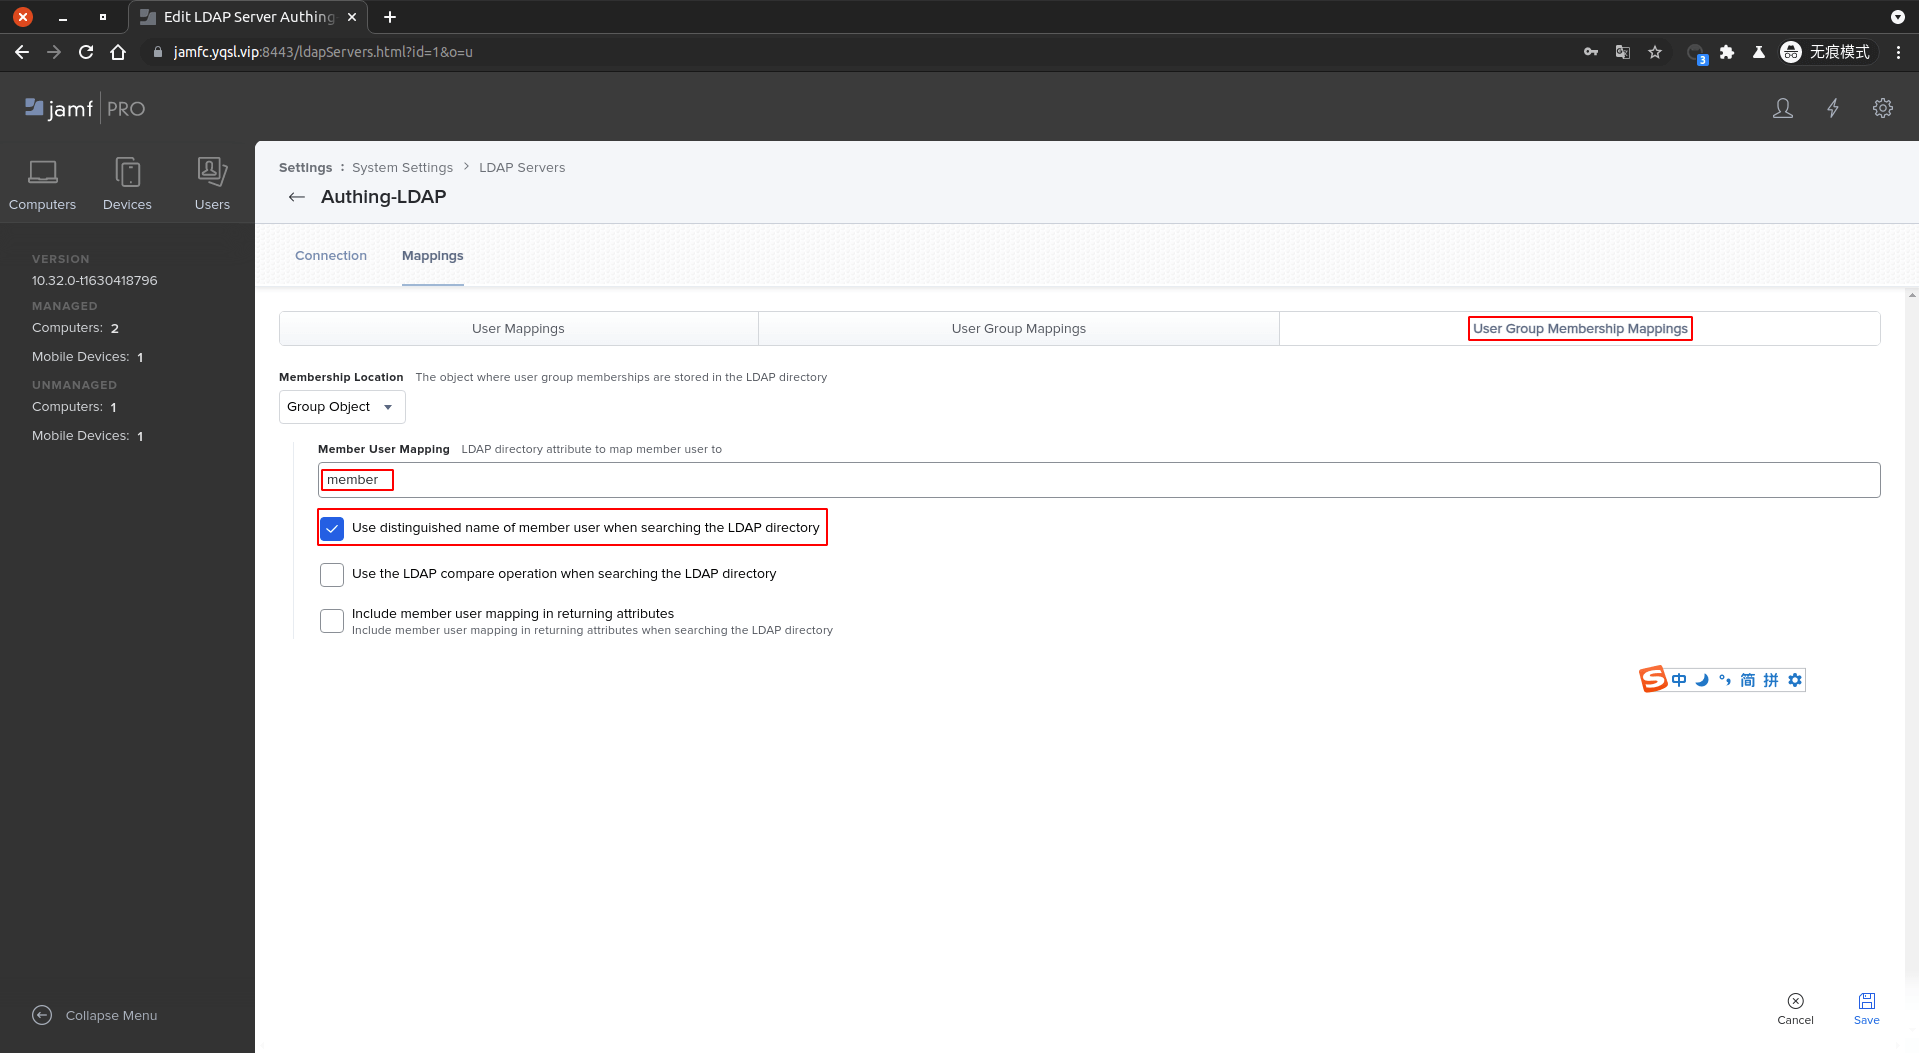 Edit LDAP Server Authing
jamfc.yqsl.vip:8443/ldapServers.html?id=1&o=u
3
无痕模式
jamf PRO
Computers
Devices
Users
VERSION
10.32.0-t1630418796
MANAGED
Computers: 2
Mobile Devices: 1
UNMANAGED
Computers: 1
Mobile Devices: 1
Collapse Menu
Settings : System Settings > LDAP Servers
Authing-LDAP
Connection
Mappings
User Mappings
User Group Mappings
User Group Membership Mappings
Membership Location The object where user group memberships are stored in the LDAP directory
Group Object
Member User Mapping LDAP directory attribute to map member user to
member
Use distinguished name of member user when searching the LDAP directory
Use the LDAP compare operation when searching the LDAP directory
Include member user mapping in returning attributes
Include member user mapping in returning attributes when searching the LDAP directory
S 中 °, 简 拼
Cancel
Save